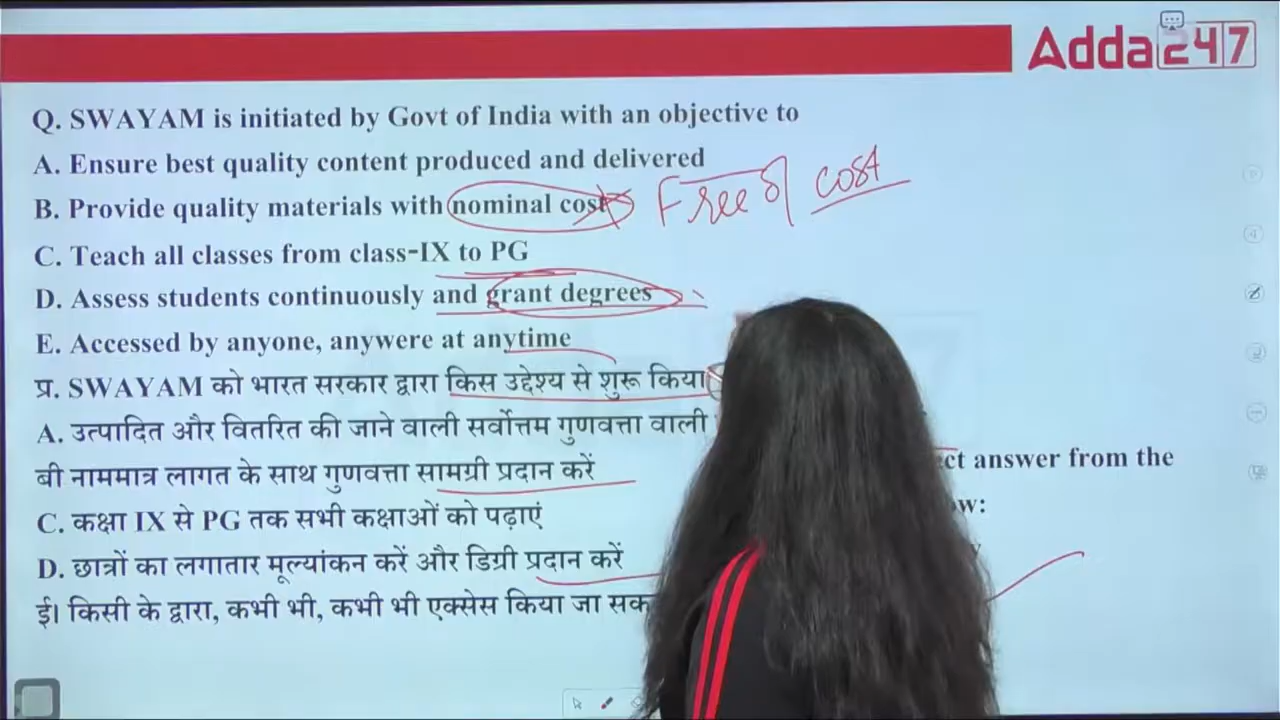 Adda247
Q. SWAYAM is initiated by Govt of India with an objective to
A. Ensure best quality content produced and delivered
B. Provide quality materials with nominal cost Free of cost
C. Teach all classes from class-IX to PG
D. Assess students continuously and grant degrees
E. Accessed by anyone, anywere at anytime
प्र. SWAYAM को भारत सरकार द्वारा किस उद्देश्य से शुरू किया
A. उत्पादित और वितरित की जाने वाली सर्वोत्तम गुणवत्ता वाली
बी नाममात्र लागत के साथ गुणवत्ता सामग्री प्रदान करें
C. कक्षा IX से PG तक सभी कक्षाओं को पढ़ाएं
D. छात्रों का लगातार मूल्यांकन करें और डिग्री प्रदान करें
ई। किसी के द्वारा, कभी भी, कभी भी एक्सेस किया जा सक
answer from the